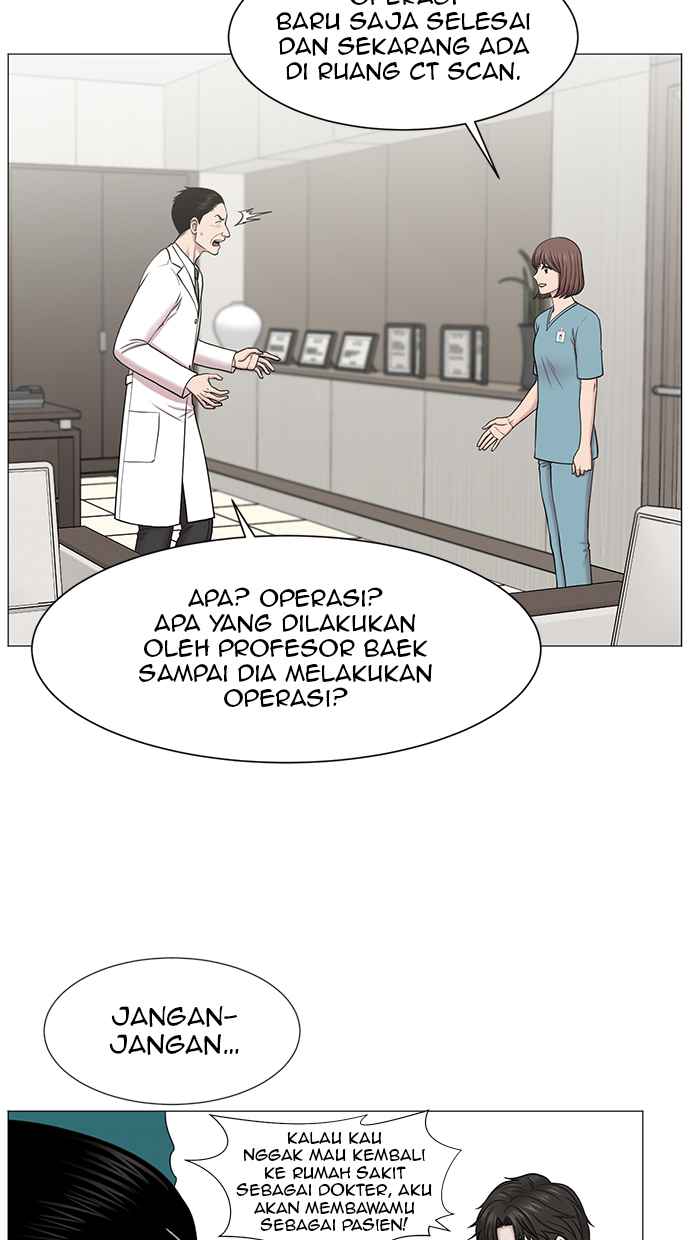 OPERASI
BARU SAJA SELESAI
DAN SEKARANG ADA
DI RUANG CT SCAN.
APA? OPERASI?
APA YANG DILAKUKAN
OLEH PROFESOR BAEK
SAMPAI DIA MELAKUKAN
OPERASI?
JANGAN-
JANGAN...
KALAU KAU
NGGAK MAU KEMBALI
KE RUMAH SAKIT
SEBAGAI DOKTER, AKU
AKAN MEMBAWAMU
SEBAGAI PASIEN!